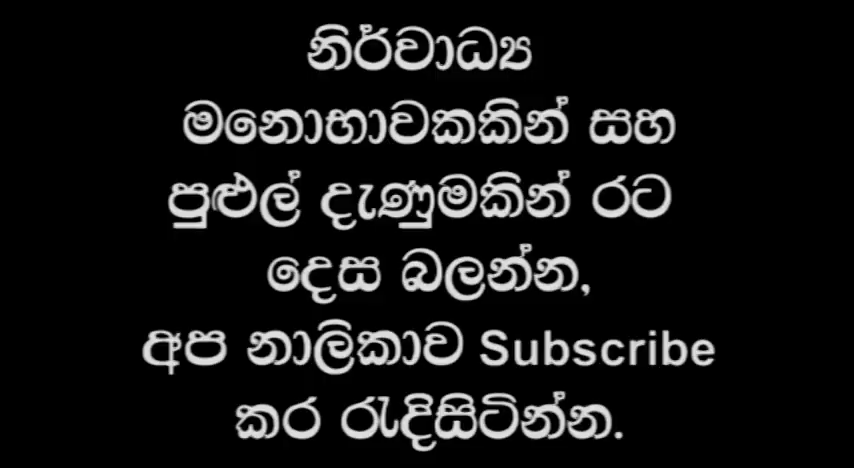 නිර්වාධ්‍ය
මනොභාවකකින් සහ
පුළුල් දැණුමකින් රට
දෙස බලන්න,
අප නාලිකාව Subscribe
කර රැඳිසිටින්න.